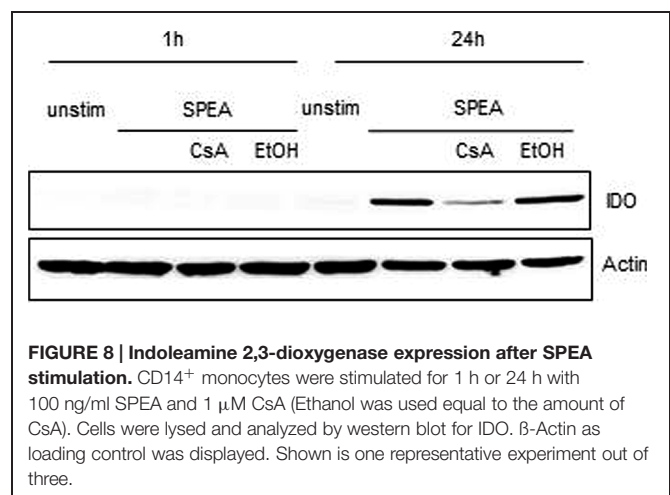 1h 24h
unstim SPEA unstim SPEA
CsA EtOH CsA EtOH
IDO
Actin
FIGURE 8 | Indoleamine 2,3-dioxygenase expression after SPEA
stimulation. CD14⁺ monocytes were stimulated for 1 h or 24 h with
100 ng/ml SPEA and 1 μM CsA (Ethanol was used equal to the amount of
CsA). Cells were lysed and analyzed by western blot for IDO. ß-Actin as
loading control was displayed. Shown is one representative experiment out of
three.